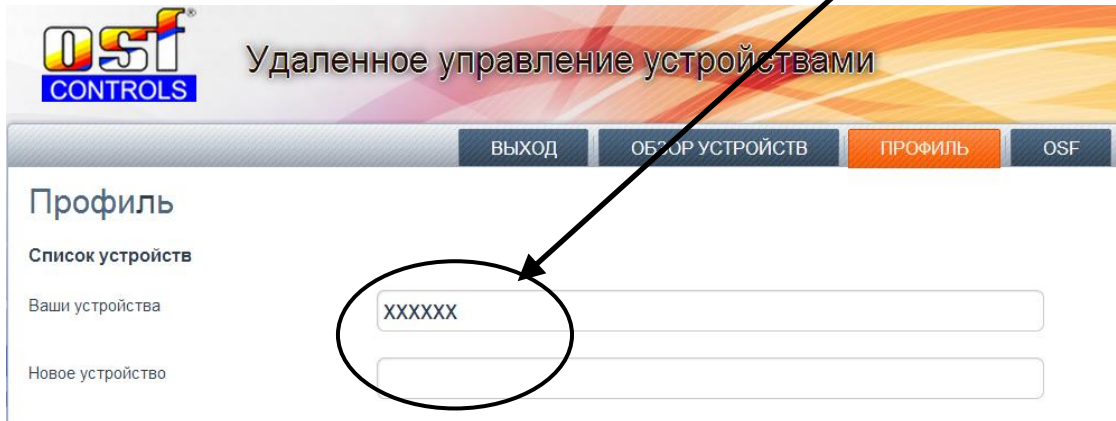 osf®
CONTROLS
Удаленное управление устройствами
ВЫХОД ОБЗОР УСТРОЙСТВ ПРОФИЛЬ OSF
Профиль
Список устройств
Ваши устройства XXXXXX
Новое устройство